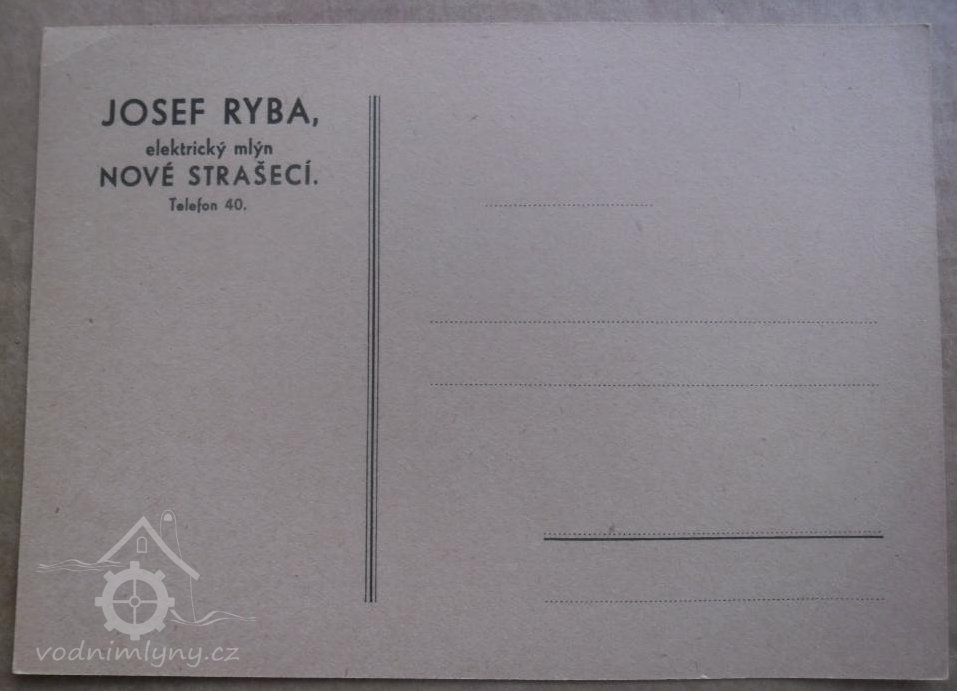 JOSEF RYBA,
elektrický mlýn
NOVÉ STRAŠECÍ.
Telefon 40.
vodnimlyny.cz